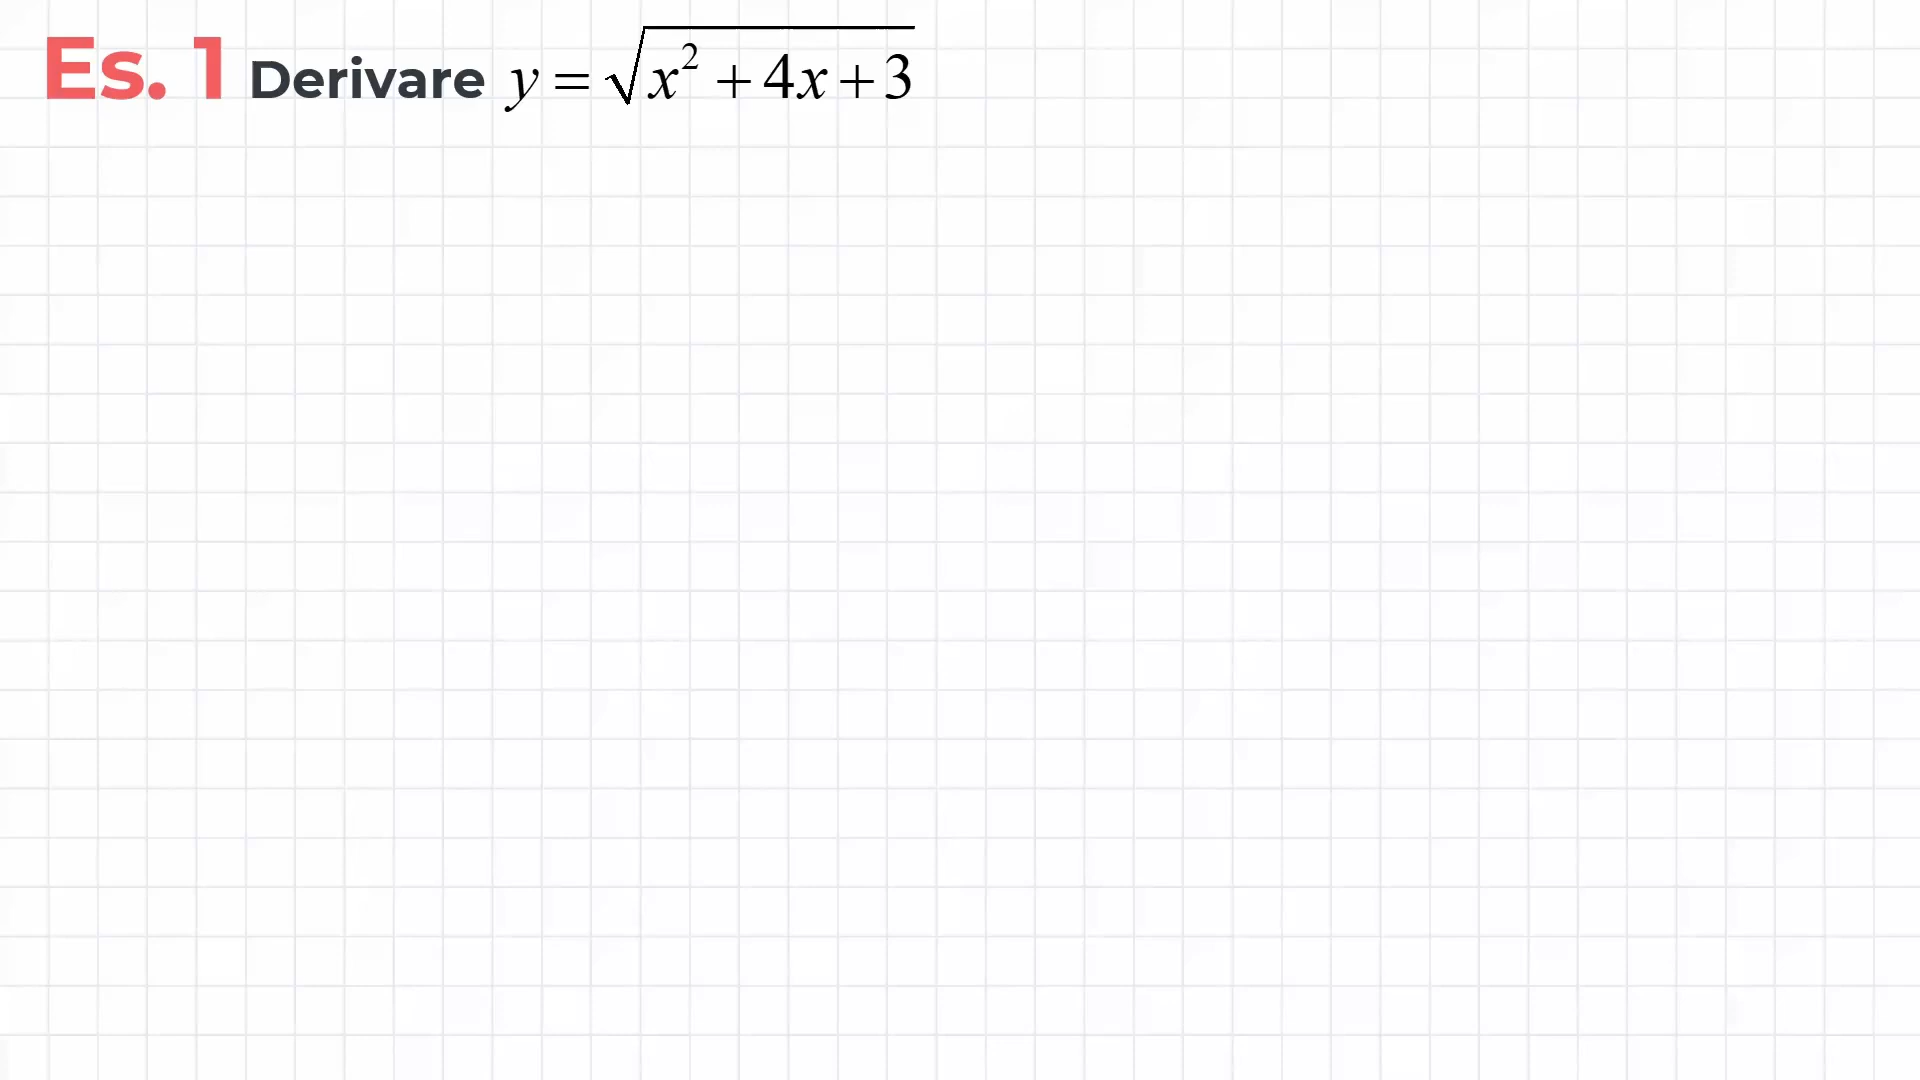 Es. 1 Derivare y = √(x² + 4x + 3)